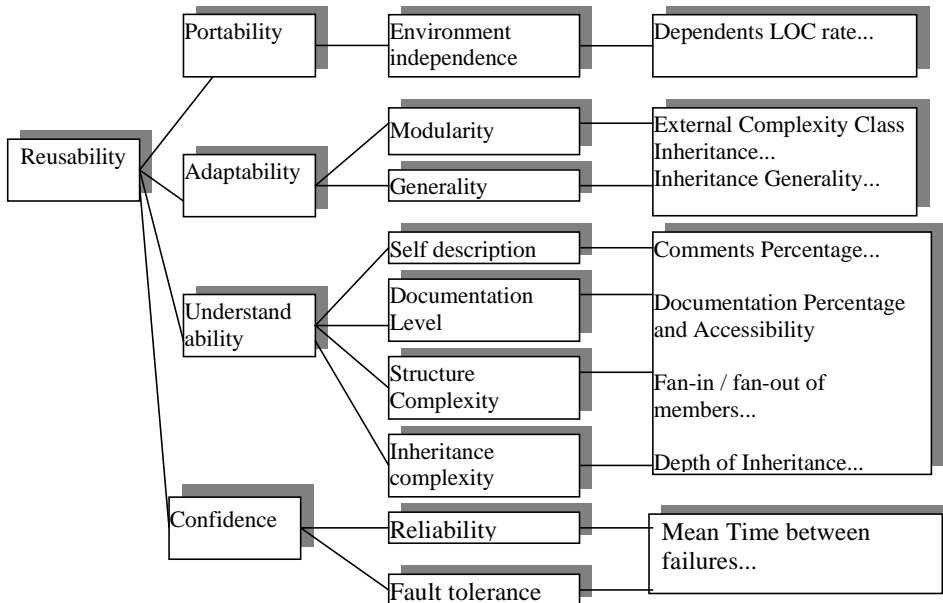 Portability
Environment
independence
Dependents LOC rate...
Reusability
Adaptability
Modularity
Generality
External Complexity Class
Inheritance...
Inheritance Generality...
Understand
ability
Self description
Documentation
Level
Structure
Complexity
Inheritance
complexity
Comments Percentage...
Documentation Percentage
and Accessibility
Fan-in / fan-out of
members...
Depth of Inheritance...
Confidence
Reliability
Fault tolerance
Mean Time between
failures...